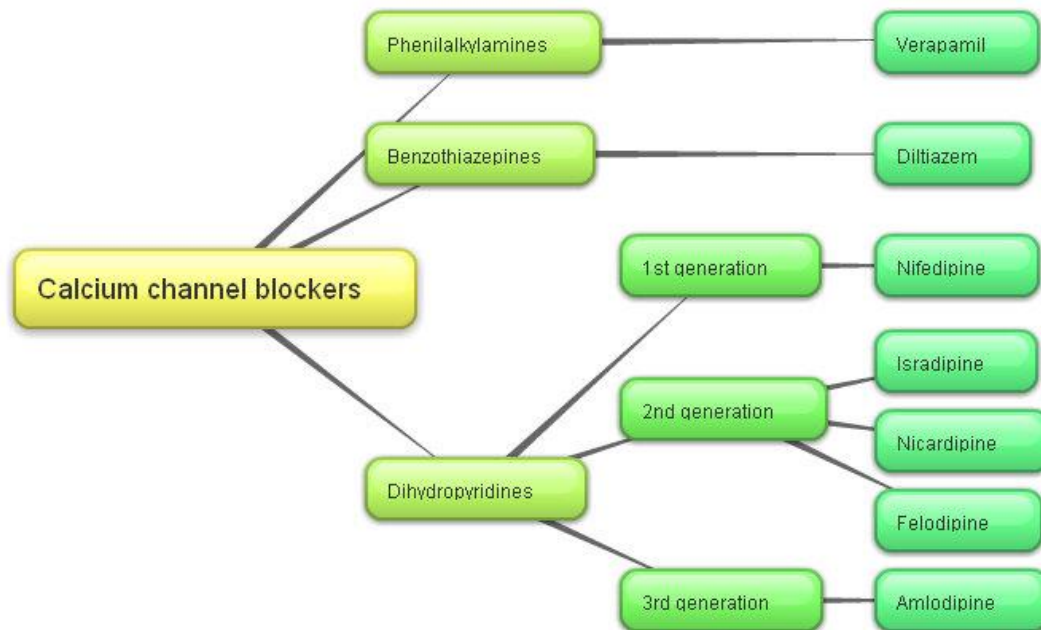 Phenilalkylamines
Verapamil
Benzothiazepines
Diltiazem
Calcium channel blockers
1st generation
Nifedipine
Isradipine
2nd generation
Nicardipine
Dihydropyridines
Felodipine
3rd generation
Amlodipine